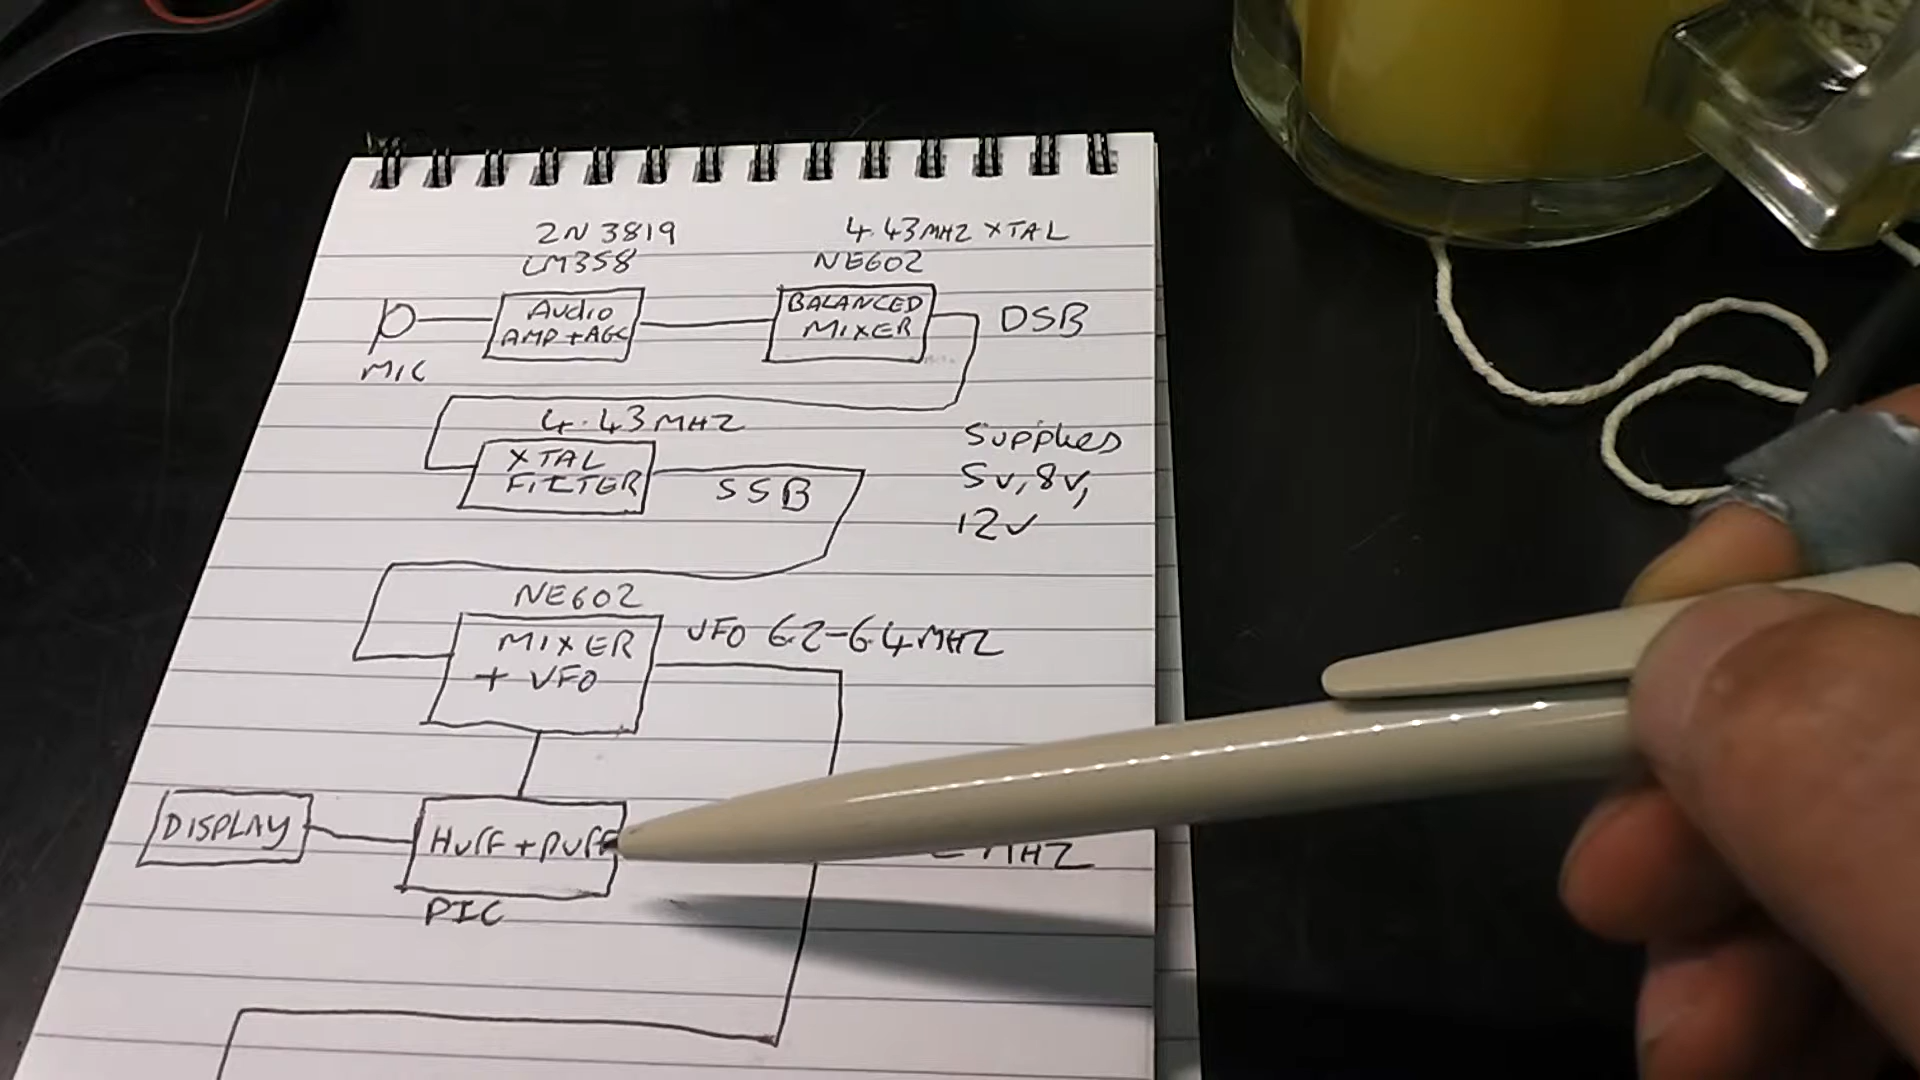 2N3819
LM358
4.43MHZ XTAL
NE602
MIC
Audio
AMP+AGC
BALANCED
MIXER
DSB
4.43MHZ
XTAL
FILTER
SSB
Supplies
5v, 8v,
12v
NE602
MIXER
+ VFO
VFO 6.2-6.4MHZ
DISPLAY
HUFF+PUFF
MHZ
PIC